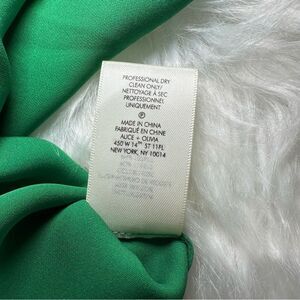 PROFESSIONAL DRY
CLEAN ONLY/
NETTOYAGE À SEC
PROFESSIONNEL
UNIQUEMENT
P
MADE IN CHINA
FABRIQUÉ EN CHINE
ALICE + OLIVIA
450 W 14TH ST 11FL
NEW YORK, NY 10014